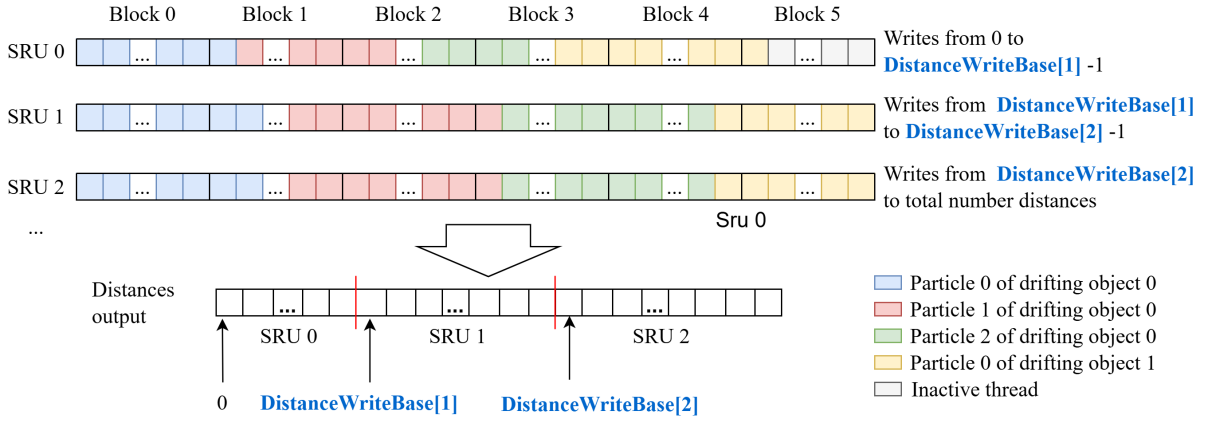 Block 0 Block 1 Block 2 Block 3 Block 4 Block 5
SRU 0
... ... ... ... ... ...
Writes from 0 to
DistanceWriteBase[1] -1
SRU 1
... ... ... ... ... ...
Writes from DistanceWriteBase[1]
to DistanceWriteBase[2] -1
SRU 2
... ... ... ... ... ...
Writes from DistanceWriteBase[2]
to total number distances
Sru 0
...
Distances
output
... ... ...
SRU 0 SRU 1 SRU 2
0 DistanceWriteBase[1] DistanceWriteBase[2]
Particle 0 of drifting object 0
Particle 1 of drifting object 0
Particle 2 of drifting object 0
Particle 0 of drifting object 1
Inactive thread